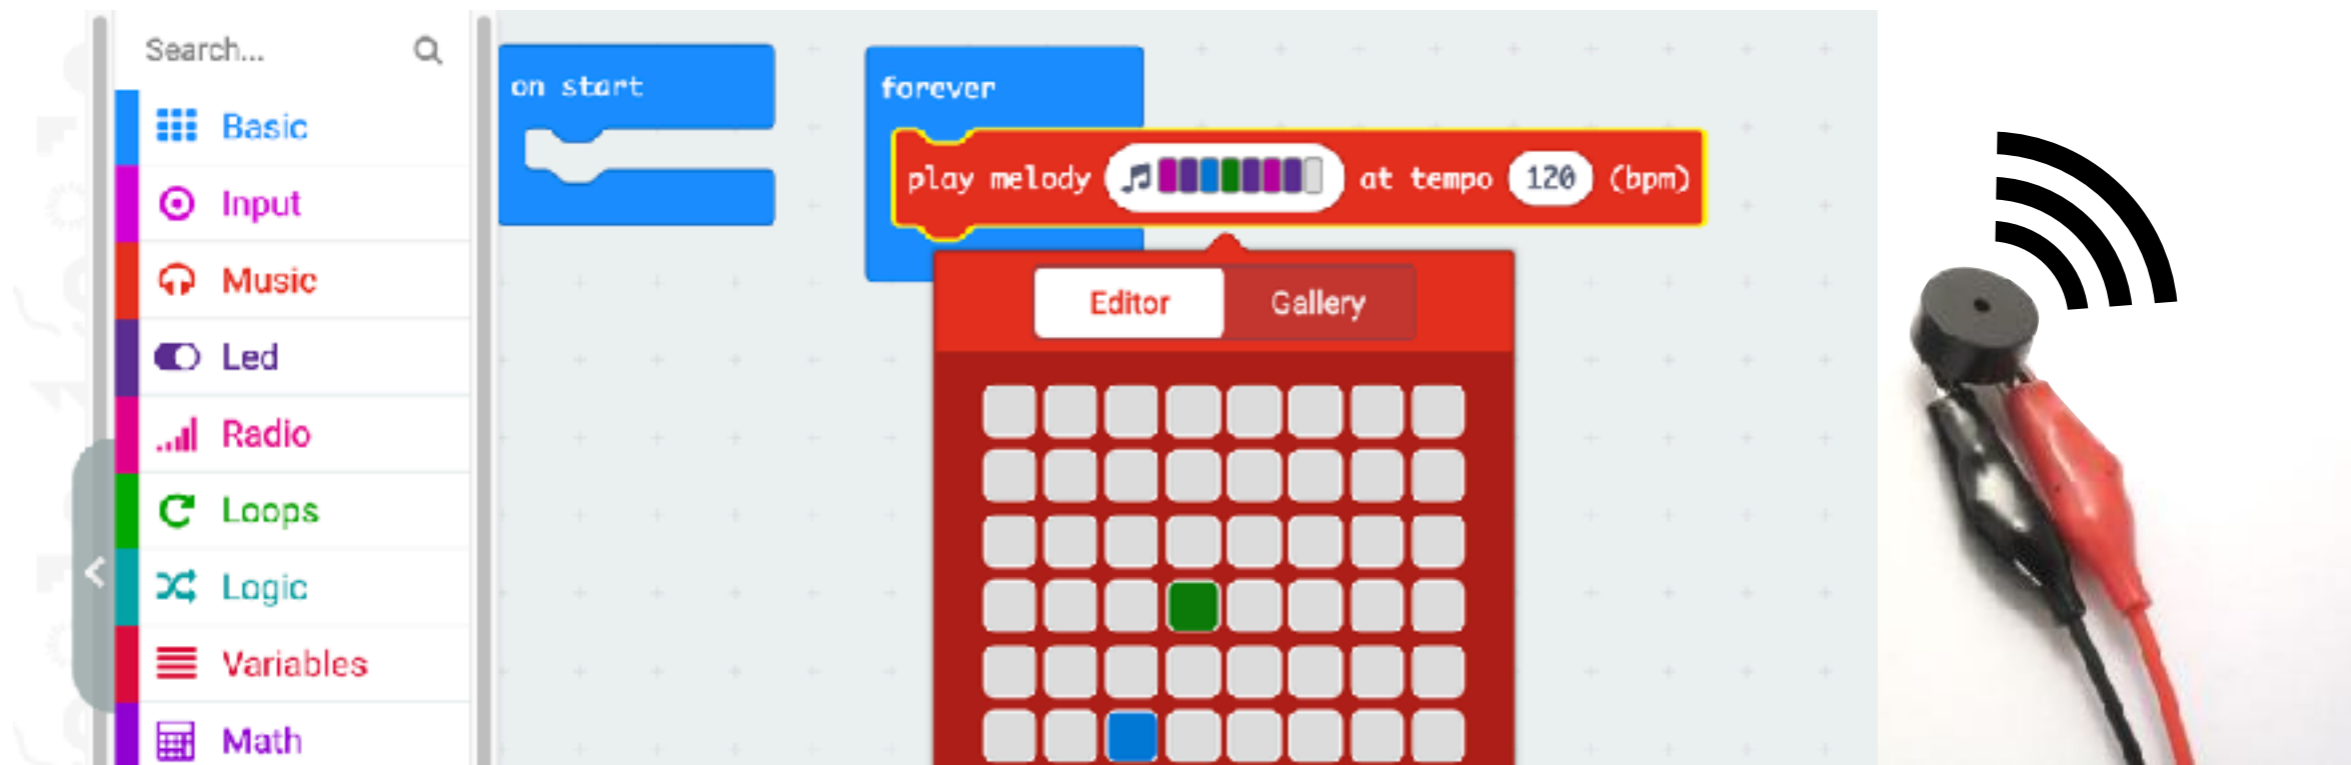 Search...
Basic
Input
Music
Led
Radio
Loops
Logic
Variables
Math
on start
forever
play melody at tempo 120 (bpm)
Editor Gallery